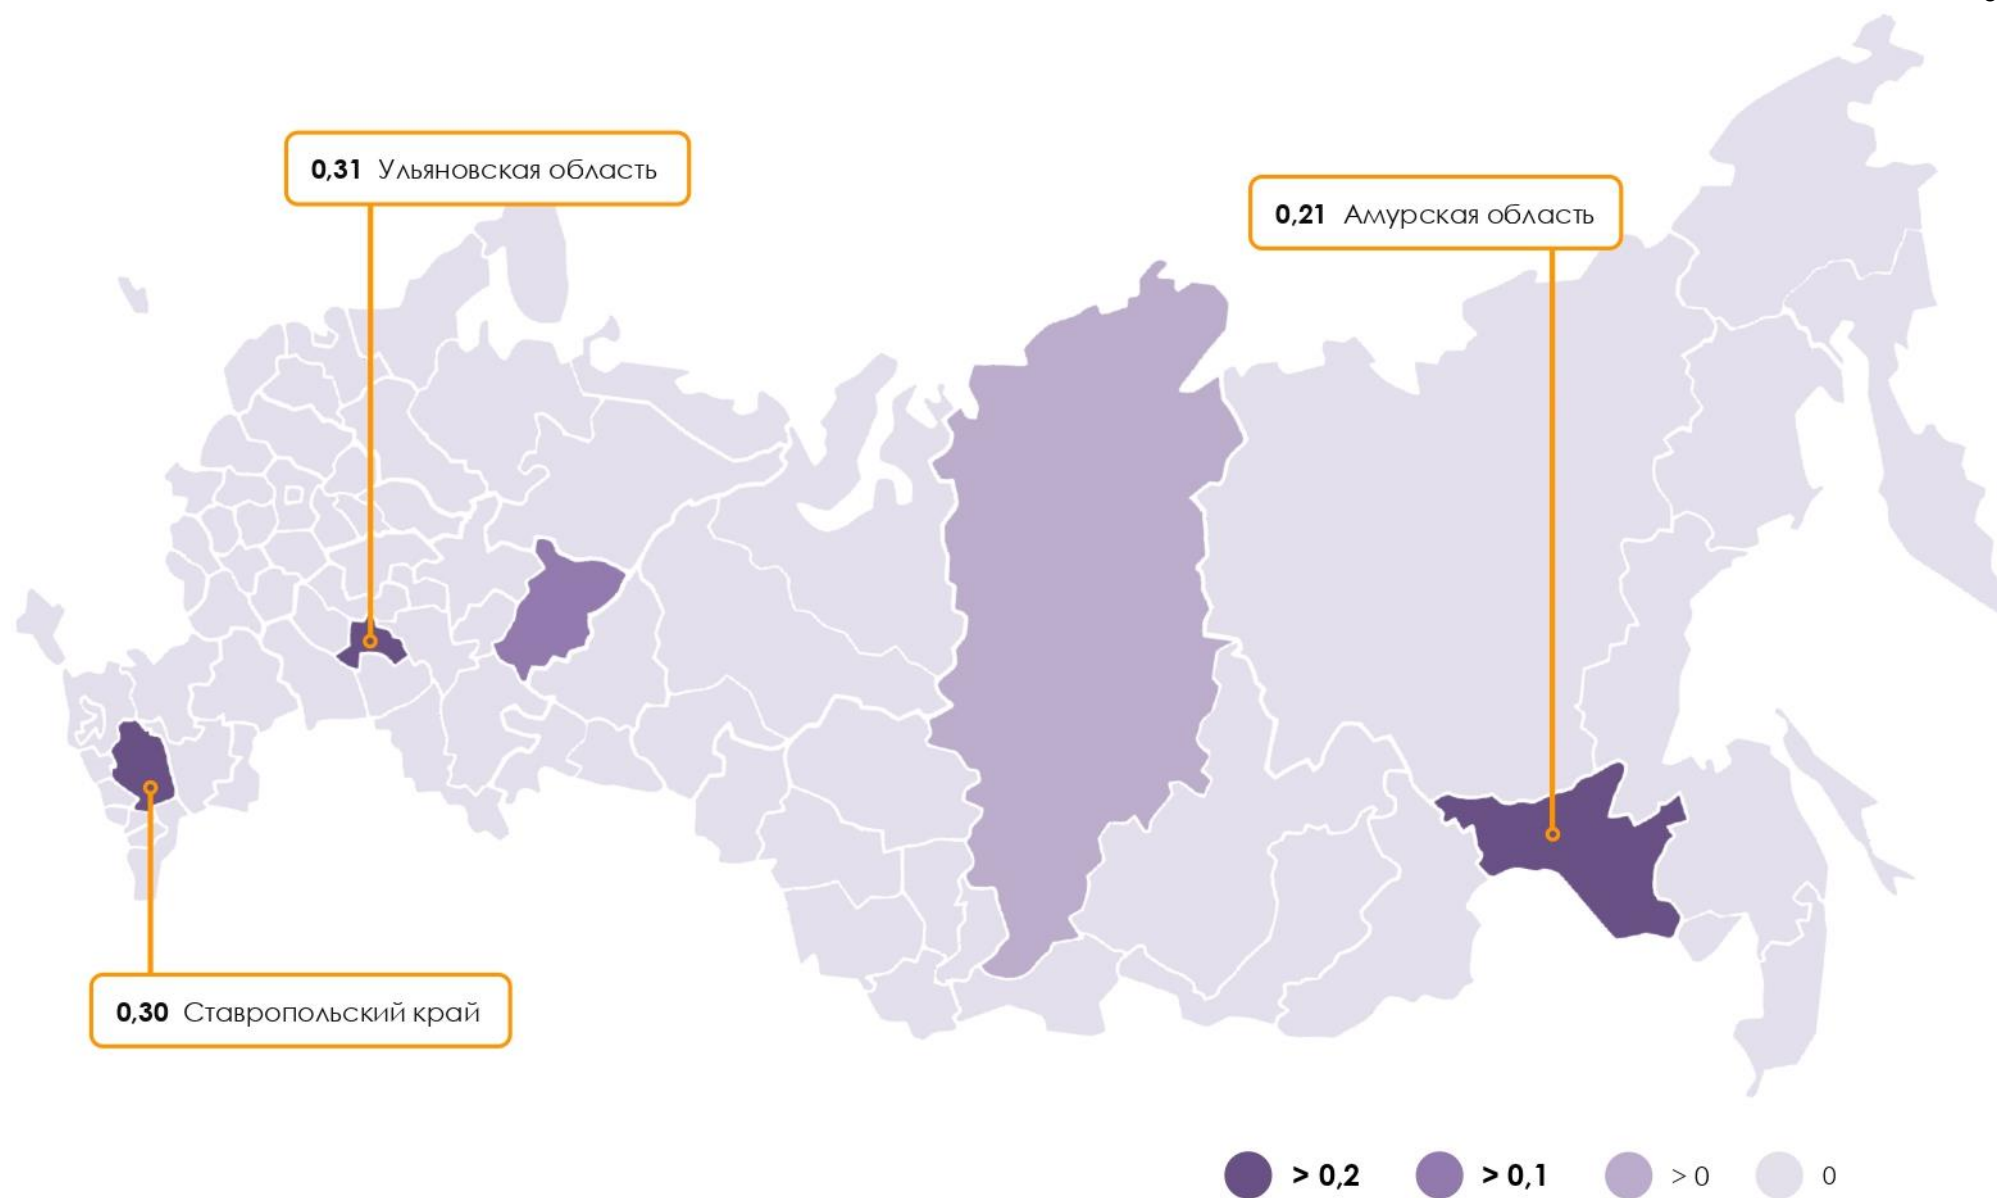 0,31 Ульяновская область
0,21 Амурская область
0,30 Ставропольский край
> 0,2 > 0,1 > 0 0